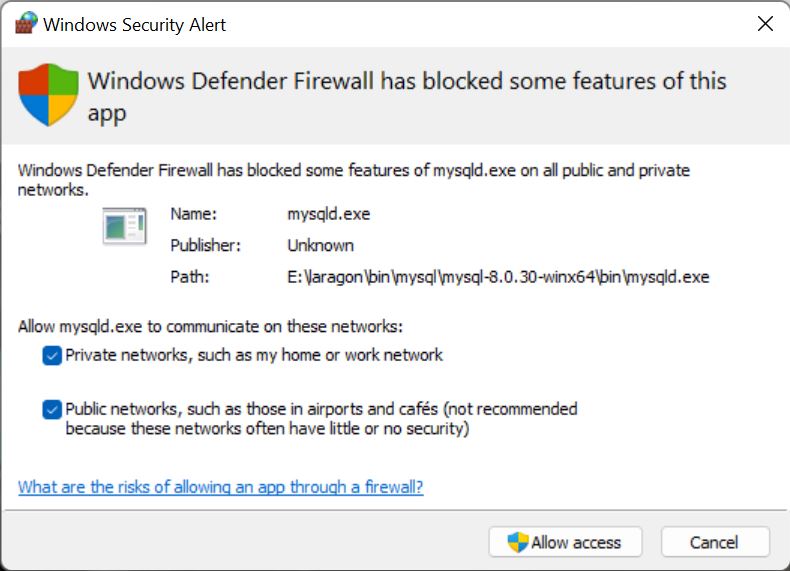 Windows Security Alert
Windows Defender Firewall has blocked some features of this
app
Windows Defender Firewall has blocked some features of mysqld.exe on all public and private
networks.
Name: mysqld.exe
Publisher: Unknown
Path: E:\laragon\bin\mysql\mysql-8.0.30-winx64\bin\mysqld.exe
Allow mysqld.exe to communicate on these networks:
Private networks, such as my home or work network
Public networks, such as those in airports and cafés (not recommended
because these networks often have little or no security)
What are the risks of allowing an app through a firewall?
Allow access Cancel